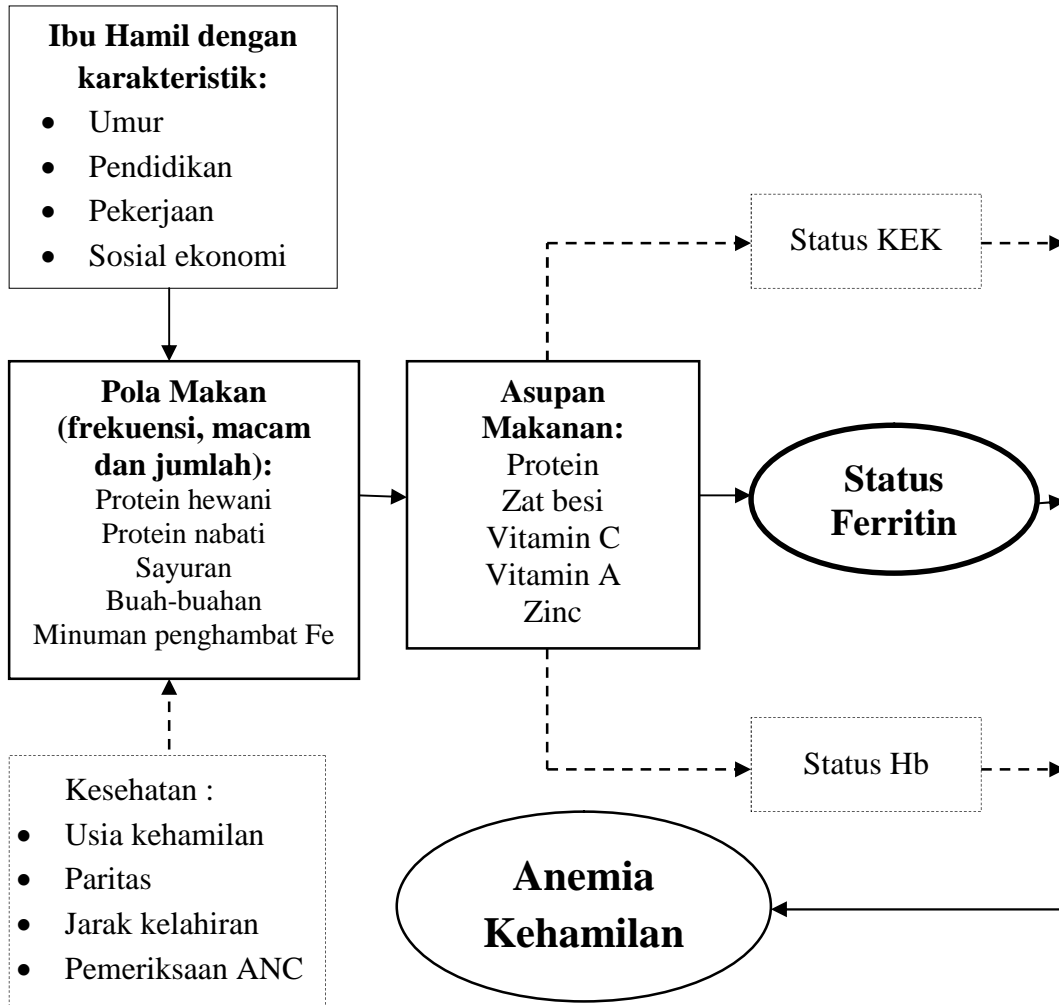 Ibu Hamil dengan
karakteristik:
• Umur
• Pendidikan
• Pekerjaan
• Sosial ekonomi
Status KEK
Pola Makan
(frekuensi, macam
dan jumlah):
Protein hewani
Protein nabati
Sayuran
Buah-buahan
Minuman penghambat Fe
Asupan
Makanan:
Protein
Zat besi
Vitamin C
Vitamin A
Zinc
Status
Ferritin
Status Hb
Kesehatan :
• Usia kehamilan
• Paritas
• Jarak kelahiran
• Pemeriksaan ANC
Anemia
Kehamilan